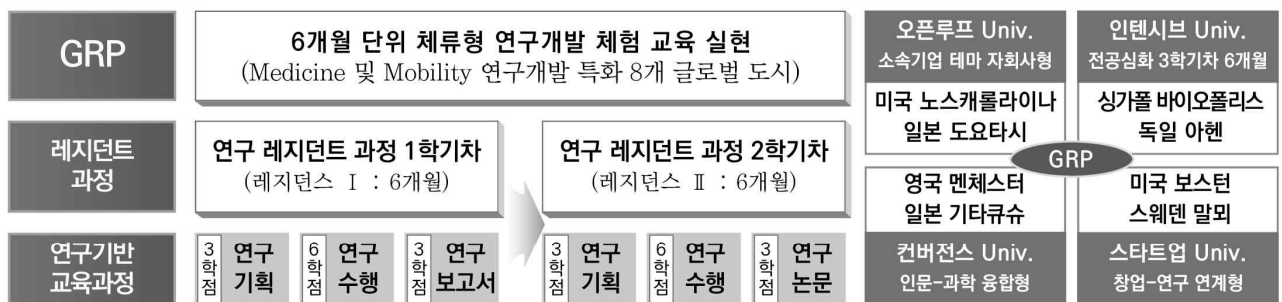 GRP
6개월 단위 체류형 연구개발 체험 교육 실현
(Medicine 및 Mobility 연구개발 특화 8개 글로벌 도시)
레지던트
과정
연구 레지던트 과정 1학기차
(레지던스 Ⅰ : 6개월)
연구 레지던트 과정 2학기차
(레지던스 Ⅱ : 6개월)
연구기반
교육과정
3학점
연구
기획
6학점
연구
수행
3학점
연구
보고서
3학점
연구
기획
6학점
연구
수행
3학점
연구
논문
오픈루프 Univ.
소속기업 테마 자회사형
미국 노스캐롤라이나
일본 도요타시
인텐시브 Univ.
전공심화 3학기차 6개월
싱가폴 바이오폴리스
독일 아헨
GRP
영국 멘체스터
일본 기타큐슈
컨버전스 Univ.
인문-과학 융합형
미국 보스턴
스웨덴 말뫼
스타트업 Univ.
창업-연구 연계형